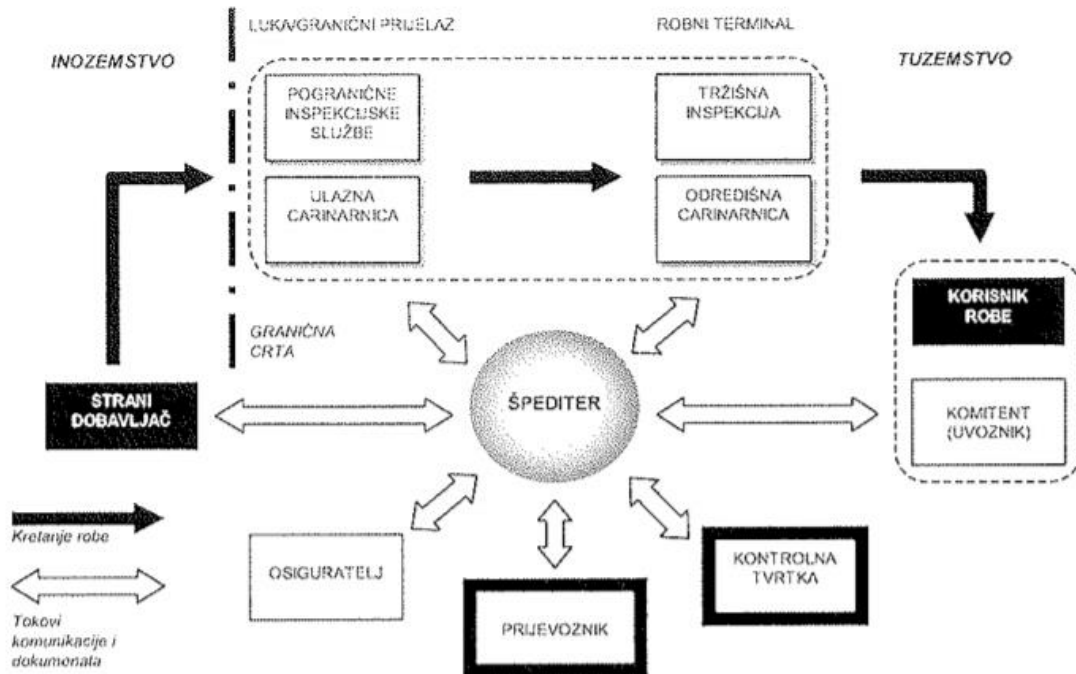 LUKA/GRANIČNI PRIJELAZ
ROBNI TERMINAL
INOZEMSTVO
TUZEMSTVO
POGRANIČNE
INSPEKCIJSKE
SLUŽBE
TRŽIŠNA
INSPEKCIJA
ULAZNA
CARINARNICA
ODREDIŠNA
CARINARNICA
KORISNIK
ROBE
GRANIČNA
CRTA
STRANI
DOBAVLJAČ
ŠPEDITER
KOMITENT
(UVOZNIK)
Kretanje robe
OSIGURATELJ
PRIJEVOZNIK
KONTROLNA
TVRTKA
Tokovi
komunikacije i
dokumenata